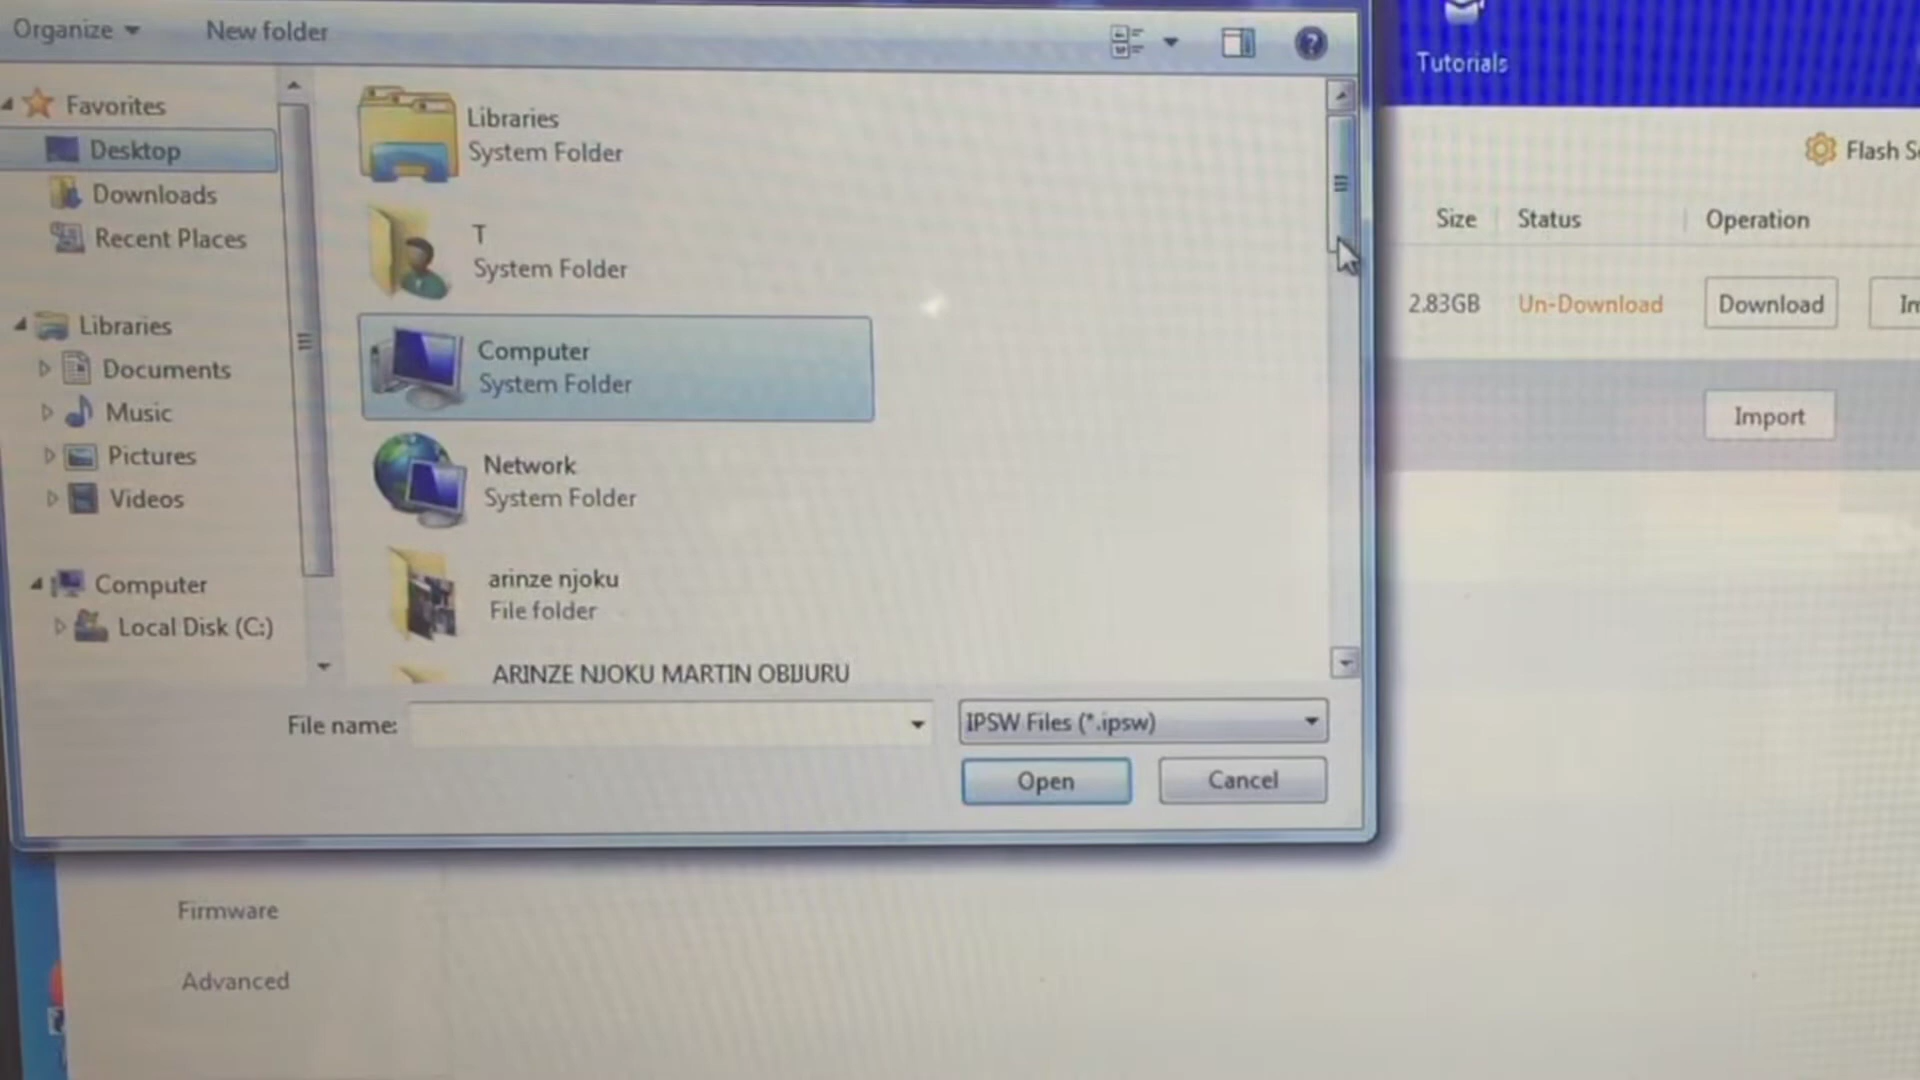 Organize
New folder
Tutorials
Favorites
Desktop
Downloads
Recent Places
Libraries
Documents
Music
Pictures
Videos
Computer
Local Disk (C:)
Libraries
System Folder
T
System Folder
Computer
System Folder
Network
System Folder
arinze njoku
File folder
ARINZE NJOKU MARTIN OBIJURU
File name:
IPSW Files (*.ipsw)
Open
Cancel
Flash
Size
Status
Operation
2.83GB
Un-Download
Download
Import
Firmware
Advanced